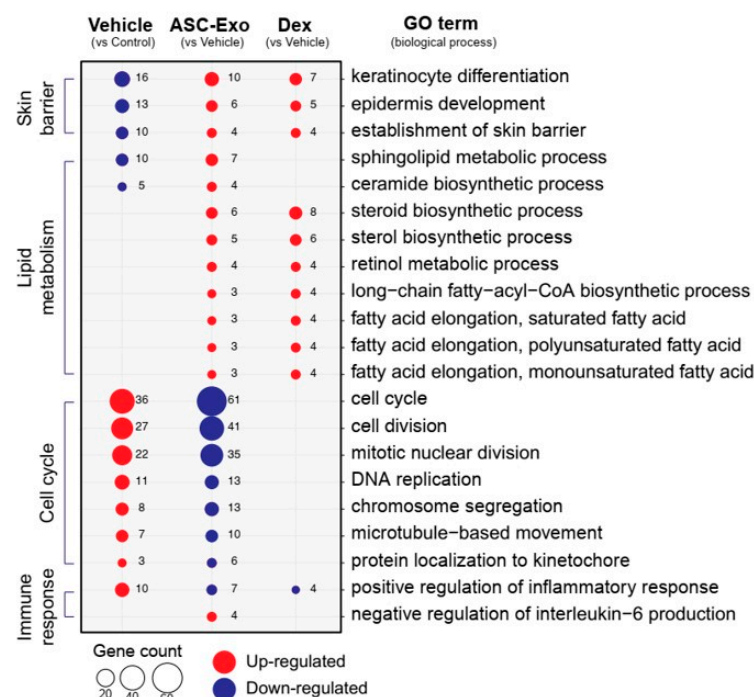 Vehicle ASC-Exo Dex GO term
(vs Control) (vs Vehicle) (vs Vehicle) (biological process)
Skin barrier
16 10 7 keratinocyte differentiation
13 6 5 epidermis development
10 4 4 establishment of skin barrier
Lipid metabolism
10 7 sphingolipid metabolic process
5 4 ceramide biosynthetic process
6 8 steroid biosynthetic process
5 6 sterol biosynthetic process
4 4 retinol metabolic process
3 4 long-chain fatty-acyl-CoA biosynthetic process
3 4 fatty acid elongation, saturated fatty acid
3 4 fatty acid elongation, polyunsaturated fatty acid
3 4 fatty acid elongation, monounsaturated fatty acid
Cell cycle
36 61 cell cycle
27 41 cell division
22 35 mitotic nuclear division
11 13 DNA replication
8 13 chromosome segregation
7 10 microtubule-based movement
3 6 protein localization to kinetochore
Immune response
10 7 4 positive regulation of inflammatory response
4 negative regulation of interleukin-6 production
Gene count
20 40 60
Up-regulated
Down-regulated